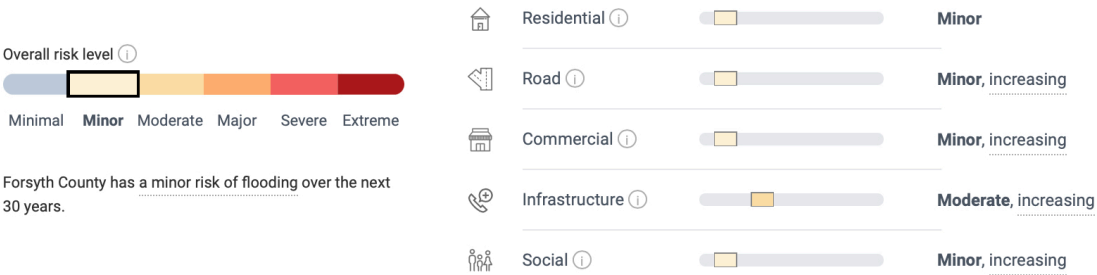 Overall risk level
Minimal Minor Moderate Major Severe Extreme
Forsyth County has a minor risk of flooding over the next
30 years.
Residential Minor
Road Minor, increasing
Commercial Minor, increasing
Infrastructure Moderate, increasing
Social Minor, increasing